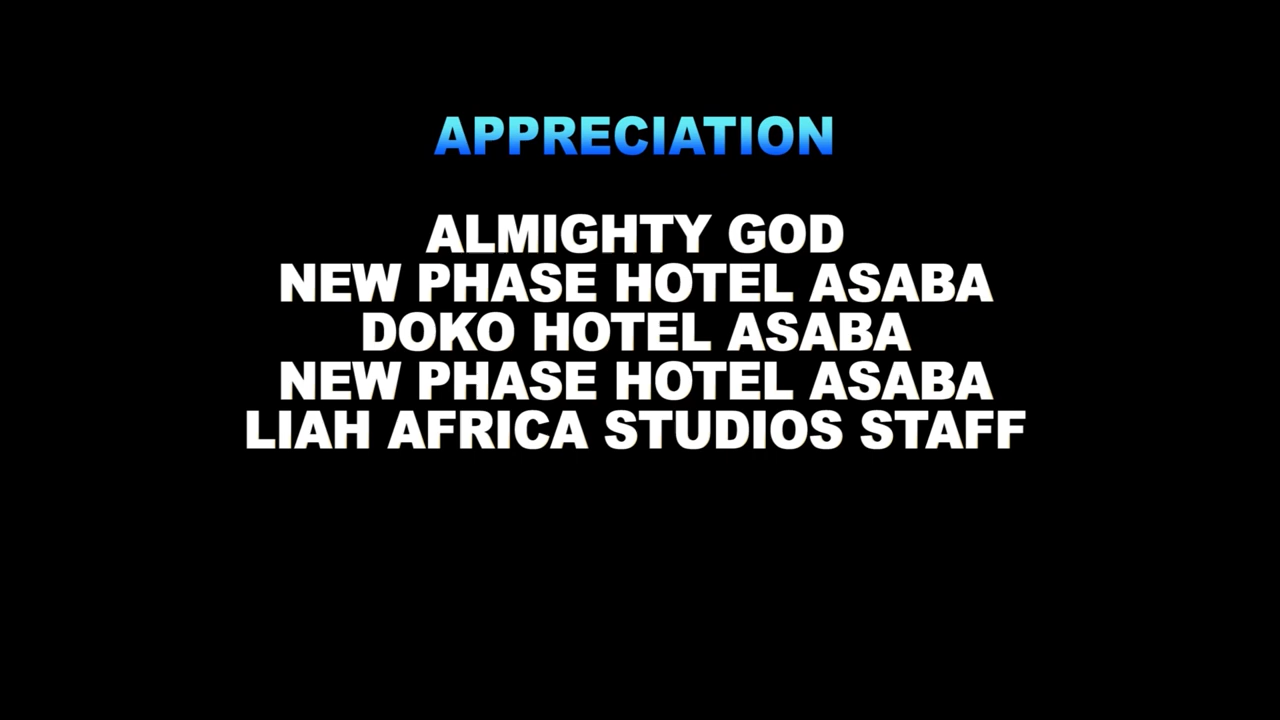 APPRECIATION
ALMIGHTY GOD
NEW PHASE HOTEL ASABA
DOKO HOTEL ASABA
NEW PHASE HOTEL ASABA
LIAH AFRICA STUDIOS STAFF